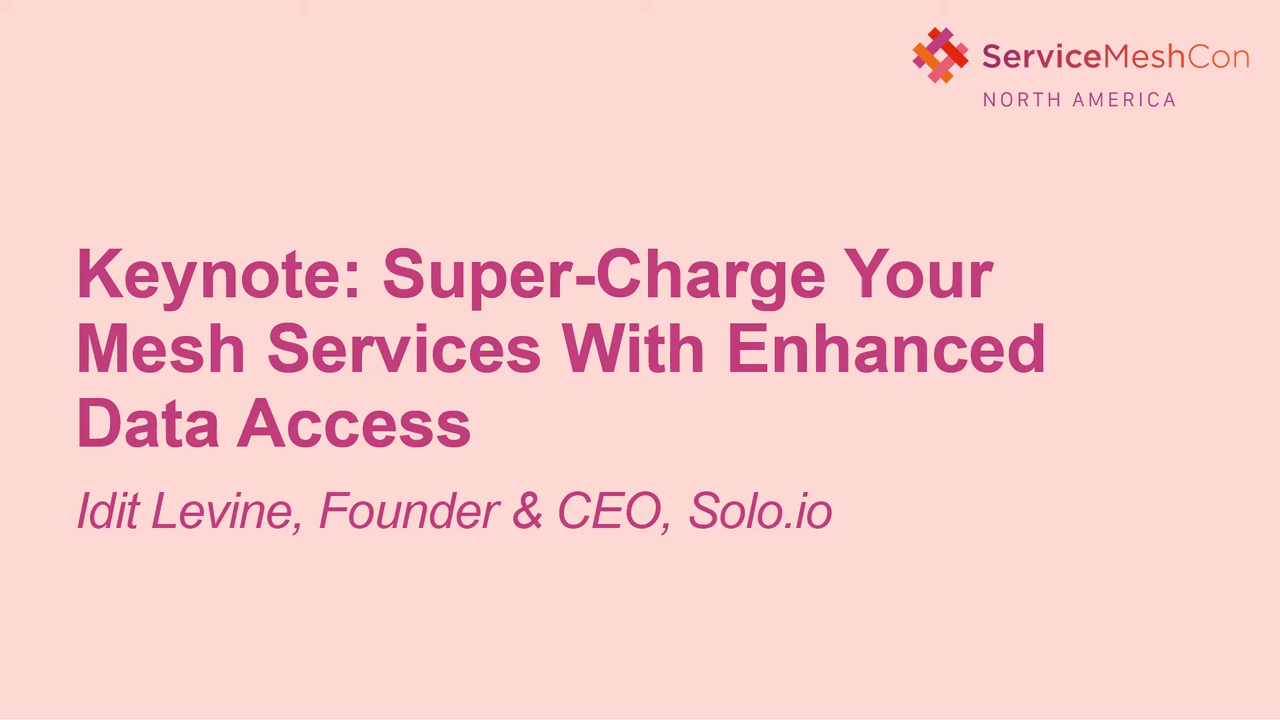 ServiceMeshCon
NORTH AMERICA
Keynote: Super-Charge Your
Mesh Services With Enhanced
Data Access
Idit Levine, Founder & CEO, Solo.io